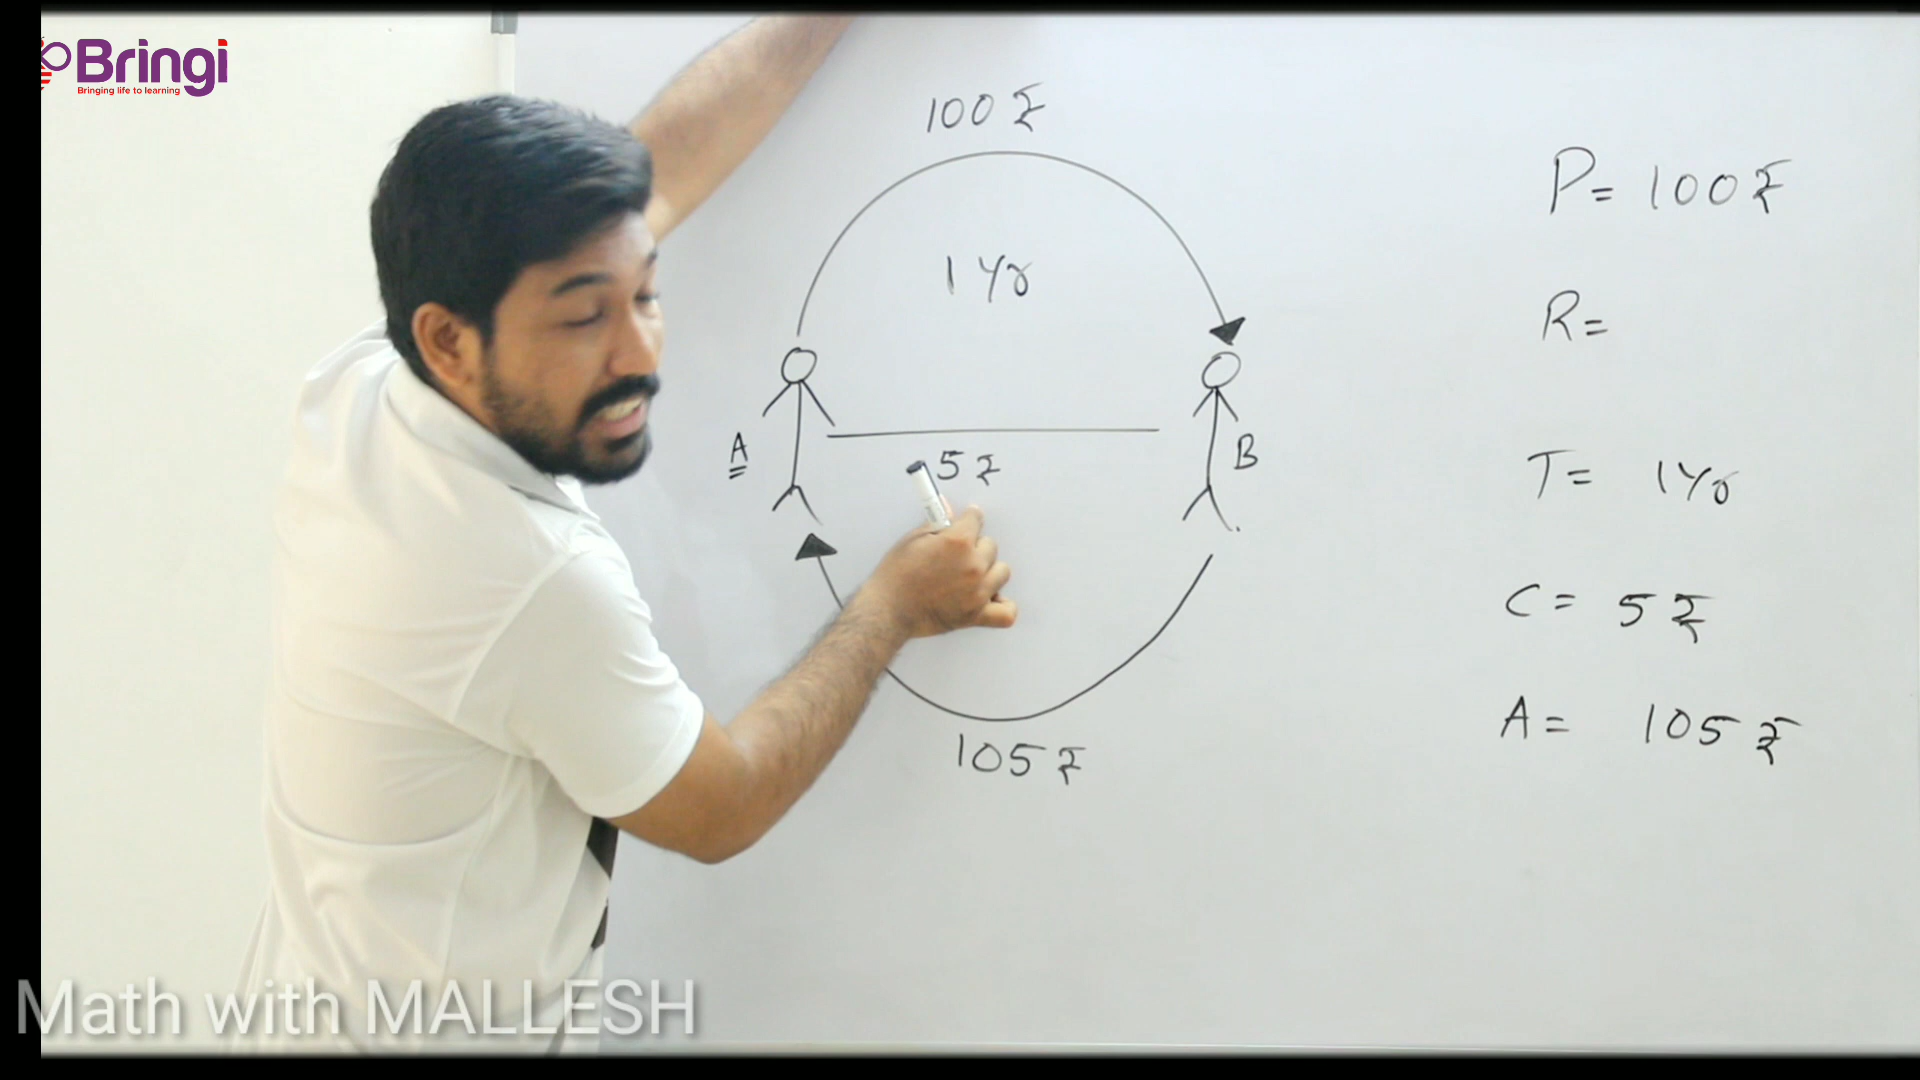 Bringi
Bringing life to learning
100 ₹
1 Yr
A
5 ₹
B
105 ₹
P= 100 ₹
R=
T= 1 Yr
C= 5 ₹
A= 105 ₹
Math with MALLESH